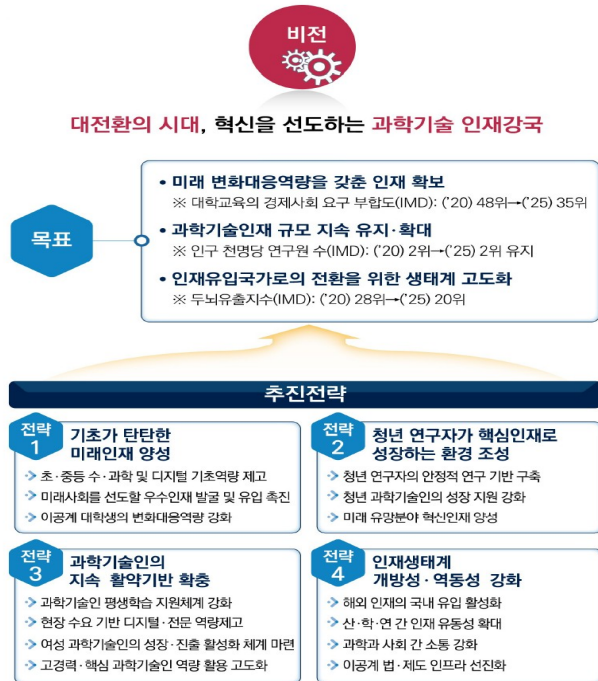 비전
대전환의 시대, 혁신을 선도하는 과학기술 인재강국
목표
• 미래 변화대응역량을 갖춘 인재 확보
※ 대학교육의 경제사회 요구 부합도(IMD): ('20) 48위→('25) 35위
• 과학기술인재 규모 지속 유지·확대
※ 인구 천명당 연구원 수(IMD): ('20) 2위→('25) 2위 유지
• 인재유입국가로의 전환을 위한 생태계 고도화
※ 두뇌유출지수(IMD): ('20) 28위→('25) 20위
추진전략
전략
1
기초가 탄탄한
미래인재 양성
초·중등 수·과학 및 디지털 기초역량 제고
미래사회를 선도할 우수인재 발굴 및 유입 촉진
이공계 대학생의 변화대응역량 강화
전략
2
청년 연구자가 핵심인재로
성장하는 환경 조성
청년 연구자의 안정적 연구 기반 구축
청년 과학기술인의 성장 지원 강화
미래 유망분야 혁신인재 양성
전략
3
과학기술인의
지속 활약기반 확충
과학기술인 평생학습 지원체계 강화
현장 수요 기반 디지털·전문 역량제고
여성 과학기술인의 성장·진출 활성화 체계 마련
고경력·핵심 과학기술인 역량 활용 고도화
전략
4
인재생태계
개방성·역동성 강화
해외 인재의 국내 유입 활성화
산·학·연 간 인재 유동성 확대
과학과 사회 간 소통 강화
이공계 법·제도 인프라 선진화